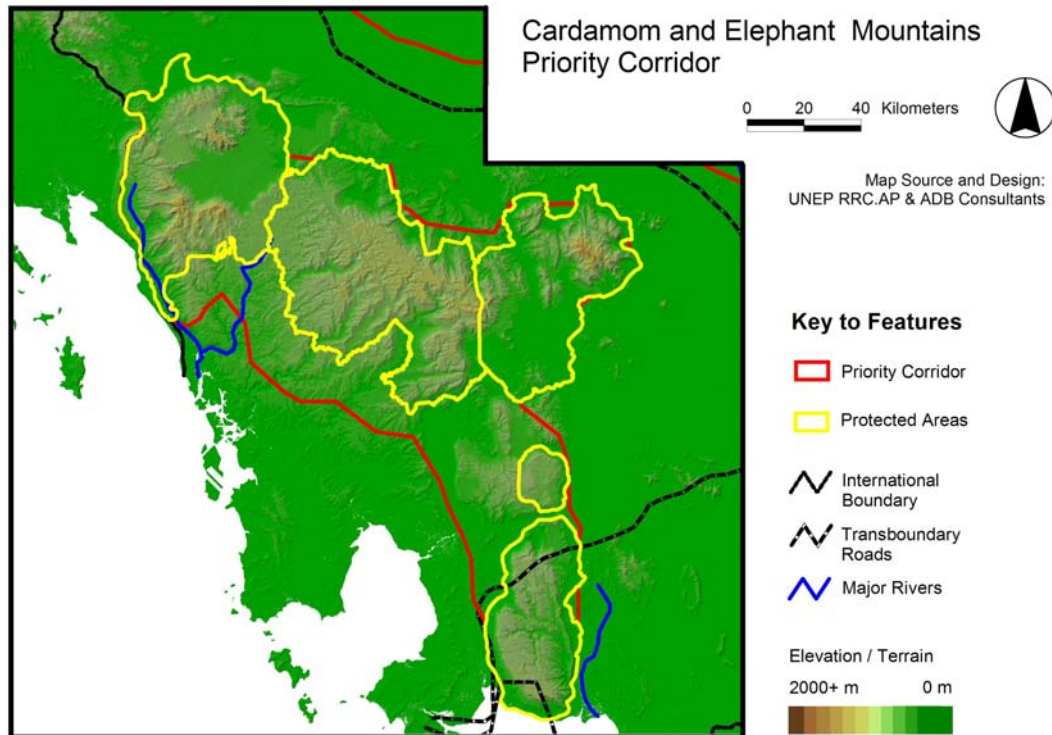 Cardamom and Elephant Mountains
Priority Corridor
0 20 40 Kilometers
Map Source and Design:
UNEP RRC.AP & ADB Consultants
Key to Features
Priority Corridor
Protected Areas
International
Boundary
Transboundary
Roads
Major Rivers
Elevation / Terrain
2000+ m 0 m